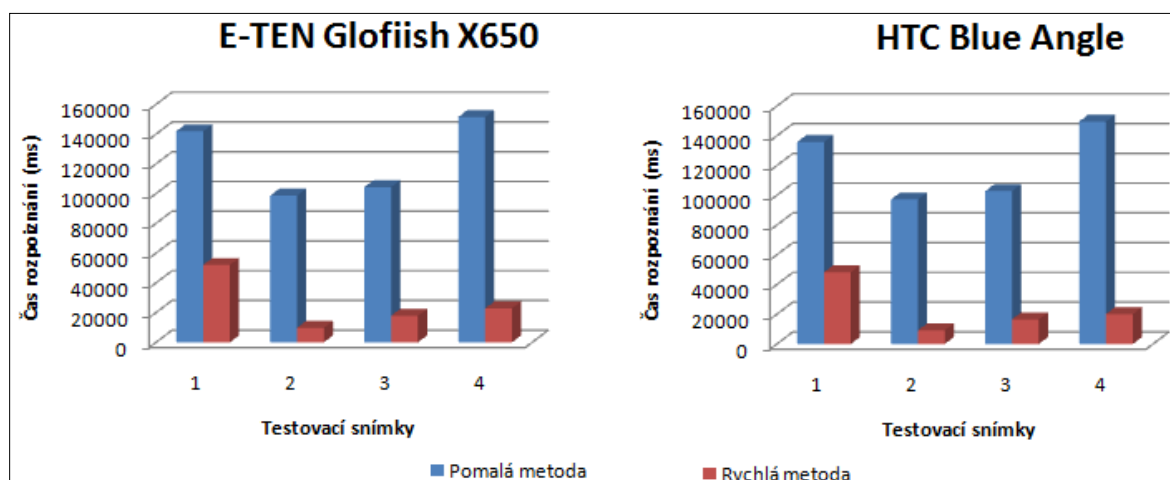 E-TEN Glofiish X650
Čas rozpoiznání (ms)
160000
140000
120000
100000
80000
60000
40000
20000
0
1 2 3 4
Testovací snímky
HTC Blue Angle
Čas rozpoznání (ms)
160000
140000
120000
100000
80000
60000
40000
20000
0
1 2 3 4
Testovací snímky
Pomalá metoda
Rychlá metoda